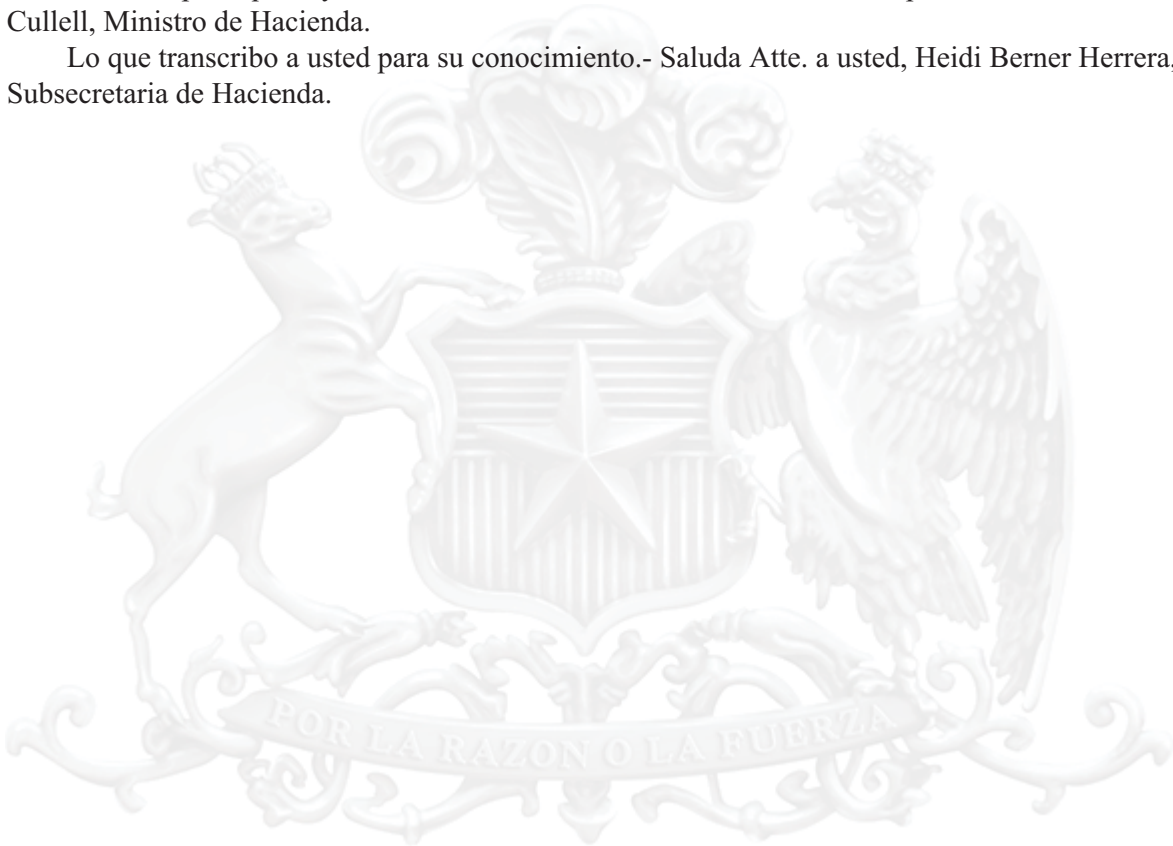 Cullell, Ministro de Hacienda.
Lo que transcribo a usted para su conocimiento.- Saluda Atte. a usted, Heidi Berner Herrera,
Subsecretaria de Hacienda.
POR LA RAZON O LA FUERZA